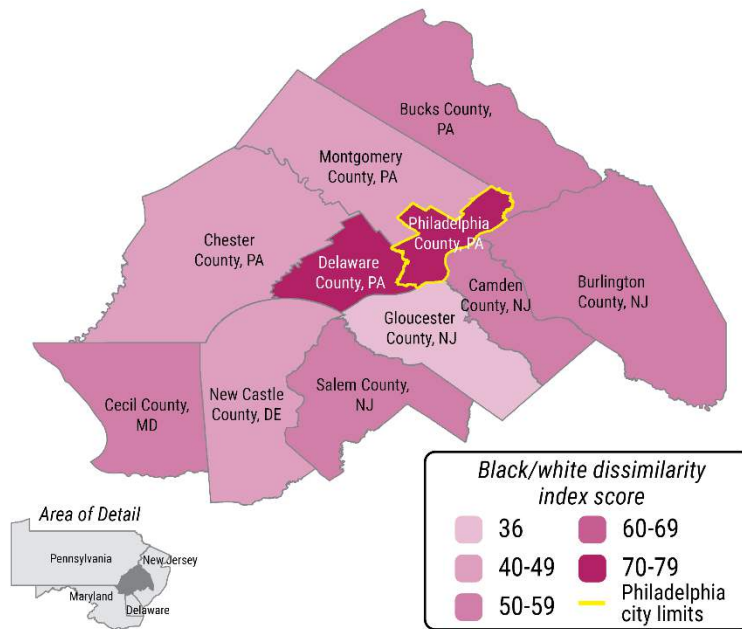 Bucks County,
PA
Montgomery
County, PA
Philadelphia
County, PA
Chester
County, PA
Delaware
County, PA
Camden
County, NJ
Burlington
County, NJ
Gloucester
County, NJ
Cecil County,
MD
New Castle
County, DE
Salem County,
NJ
Black/white dissimilarity
index score
36
60-69
40-49
70-79
50-59
Philadelphia
city limits
Area of Detail
Pennsylvania
New Jersey
Maryland
Delaware